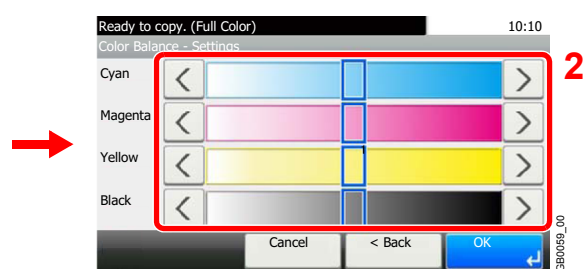 Ready to copy. (Full Color) 10:10
Color Balance - Settings
2
Cyan
Magenta
Yellow
Black
Cancel < Back OK
GB0059_00